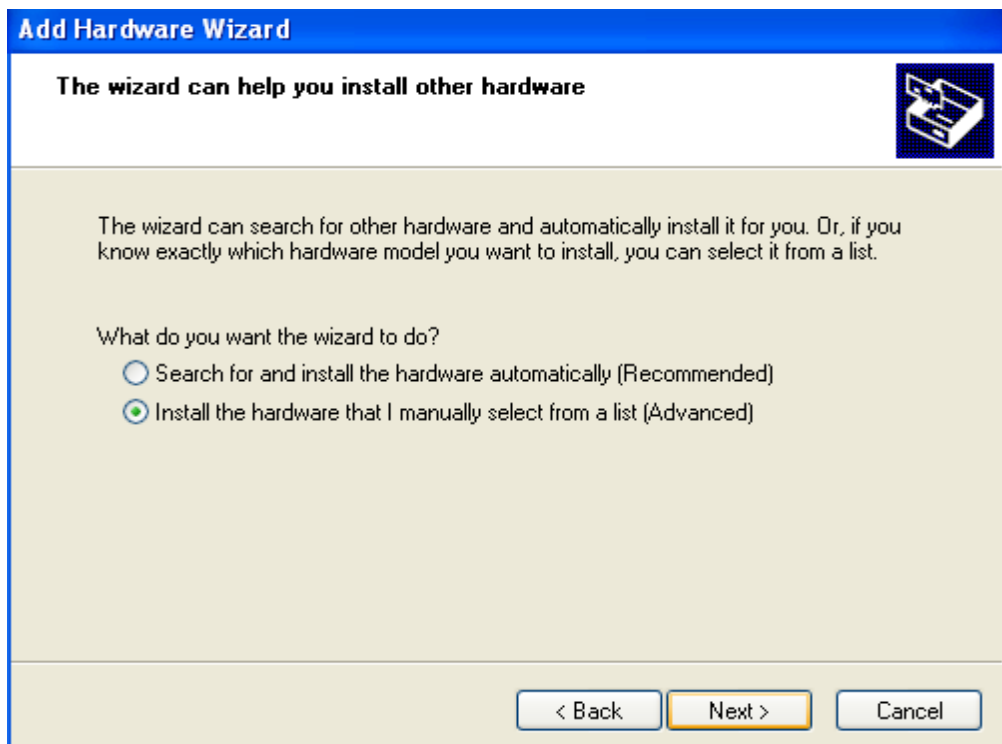 Add Hardware Wizard
The wizard can help you install other hardware
The wizard can search for other hardware and automatically install it for you. Or, if you
know exactly which hardware model you want to install, you can select it from a list.
What do you want the wizard to do?
Search for and install the hardware automatically (Recommended)
Install the hardware that I manually select from a list (Advanced)
< Back Next > Cancel